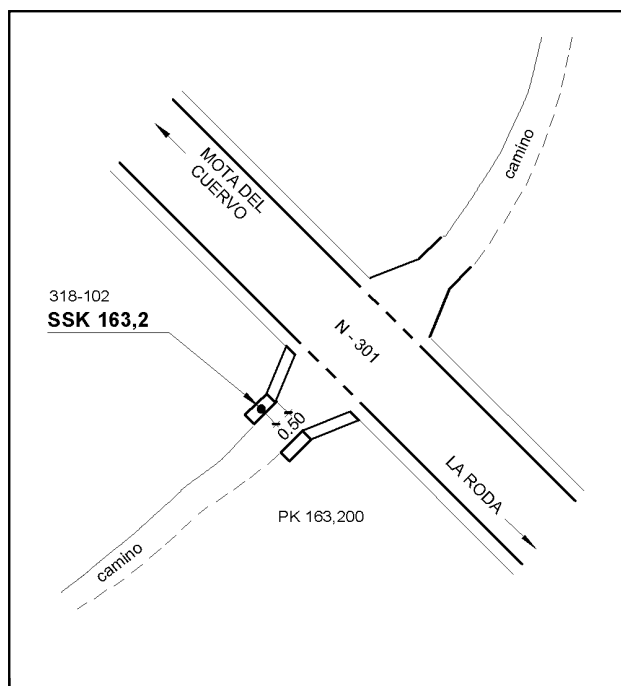 camino
MOTA DEL
CUERVO
318-102
SSK 163,2
N - 301
0.50
LA RODA
PK 163,200
camino